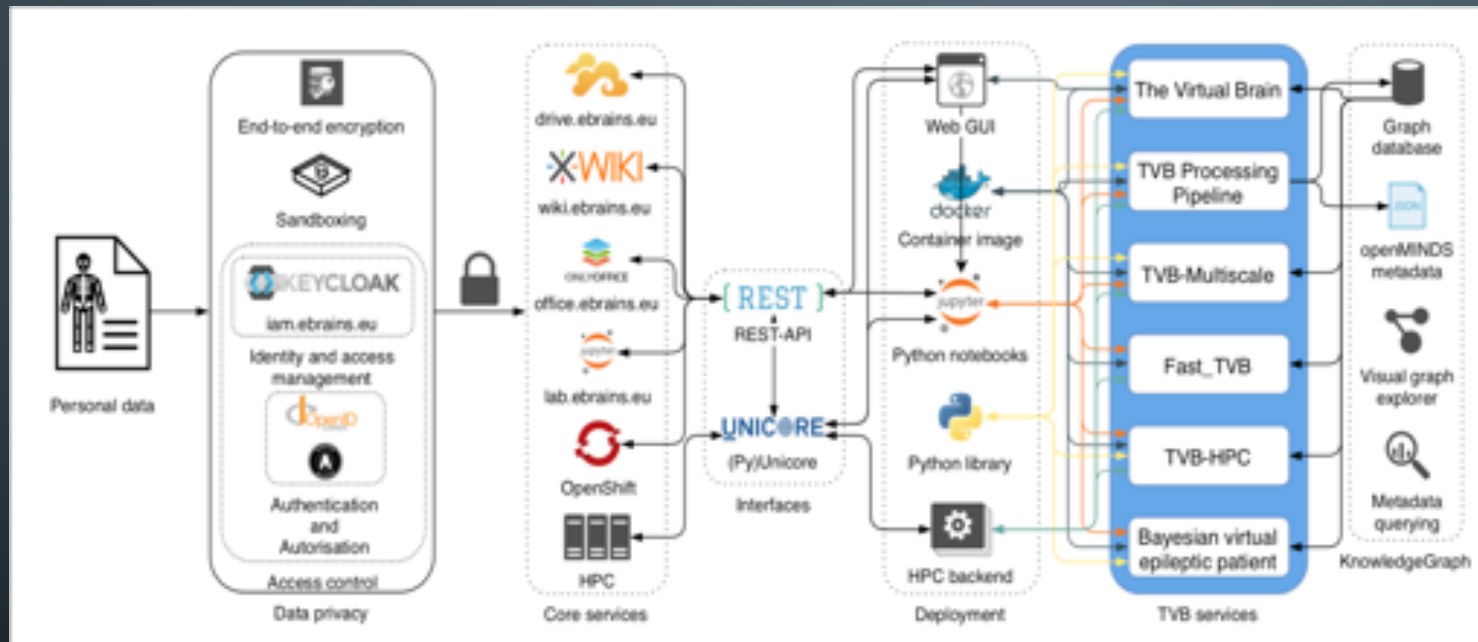 Personal data
End-to-end encryption
Sandboxing
KEYCLOAK
iam.ebrains.eu
Identity and access
management
OpenID
A
Authentication
and
Autorisation
Access control
Data privacy
drive.ebrains.eu
XWIKI
wiki.ebrains.eu
ONLYOFFICE
office.ebrains.eu
jupyter
lab.ebrains.eu
OpenShift
HPC
Core services
{ REST }
REST-API
UNICORE
(Py)Unicore
Interfaces
Web GUI
docker
Container image
jupyter
Python notebooks
Python library
HPC backend
Deployment
The Virtual Brain
TVB Processing
Pipeline
TVB-Multiscale
Fast_TVB
TVB-HPC
Bayesian virtual
epileptic patient
TVB services
Graph
database
JSON
openMINDS
metadata
Visual graph
explorer
Metadata
querying
KnowledgeGraph